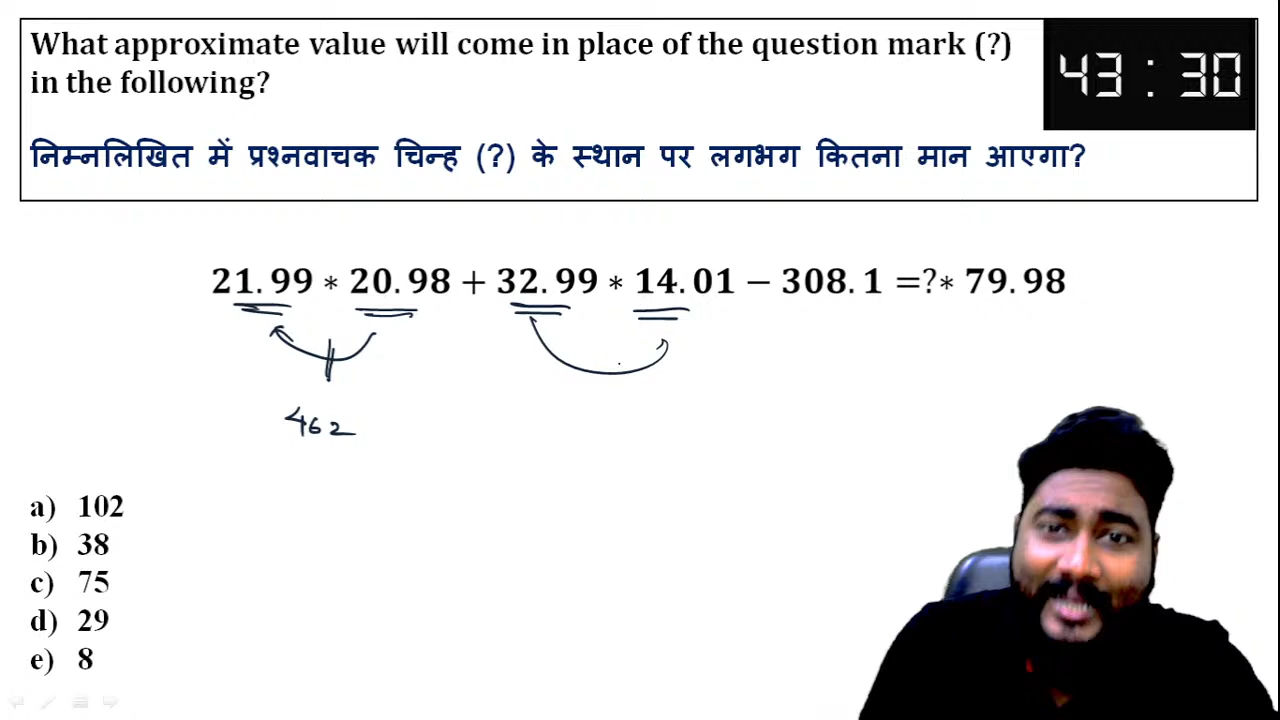 What approximate value will come in place of the question mark (?)
in the following?
43:30
निम्नलिखित में प्रश्नवाचक चिन्ह (?) के स्थान पर लगभग कितना मान आएगा?
21.99 * 20.98 + 32.99 * 14.01 − 308.1 =?* 79.98
462
a) 102
b) 38
c) 75
d) 29
e) 8